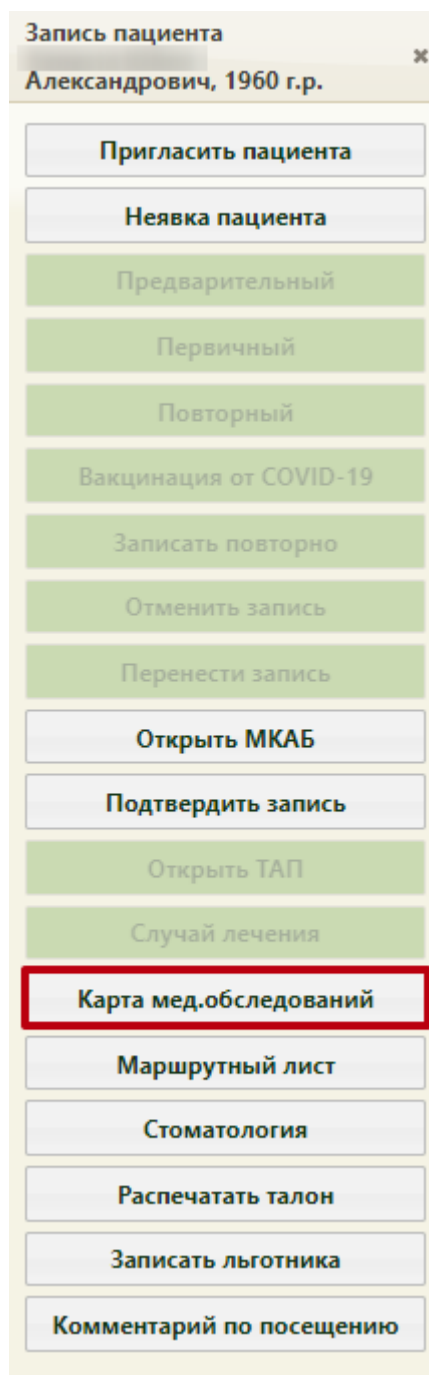 Запись пациента
Александрович, 1960 г.р.
Пригласить пациента
Неявка пациента
Предварительный
Первичный
Повторный
Вакцинация от COVID-19
Записать повторно
Отменить запись
Перенести запись
Открыть МКАБ
Подтвердить запись
Открыть ТАП
Случай лечения
Карта мед.обследований
Маршрутный лист
Стоматология
Распечатать талон
Записать льготника
Комментарий по посещению